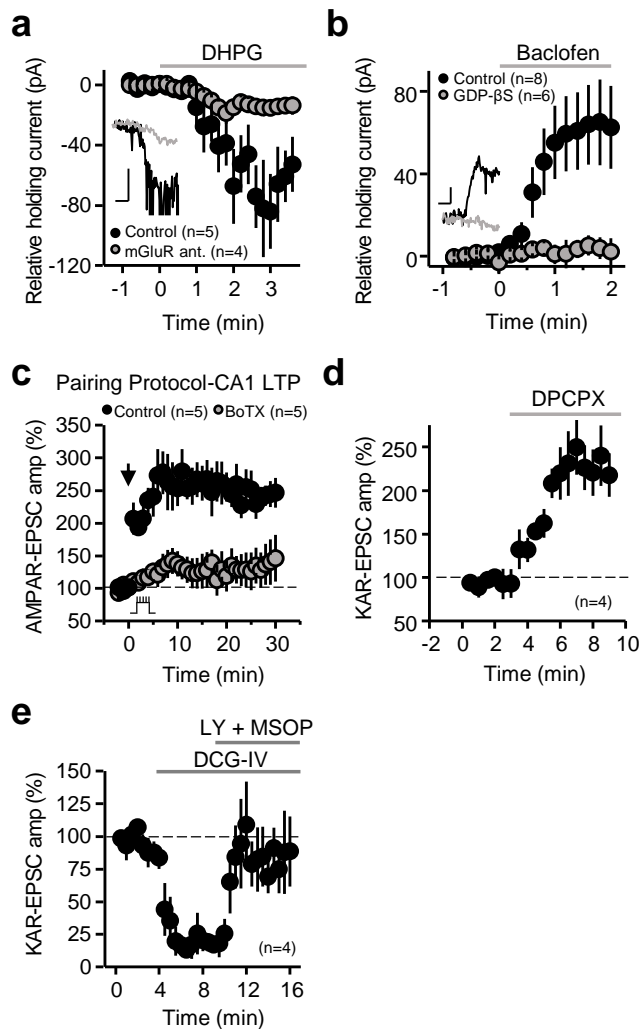 a
DHPG
Relative holding current (pA)
0
-40
-80
-120
Control (n=5)
mGluR ant. (n=4)
-1 0 1 2 3
Time (min)
b
Baclofen
Relative holding current (pA)
80
40
0
Control (n=8)
GDP-βS (n=6)
-1 0 1 2
Time (min)
c
Pairing Protocol-CA1 LTP
Control (n=5) BoTX (n=5)
AMPAR-EPSC amp (%)
350
300
250
200
150
100
50
0 10 20 30
Time (min)
d
DPCPX
KAR-EPSC amp (%)
250
200
150
100
50
(n=4)
-2 0 2 4 6 8 10
Time (min)
e
LY + MSOP
DCG-IV
KAR-EPSC amp (%)
150
125
100
75
50
25
0
(n=4)
0 4 8 12 16
Time (min)